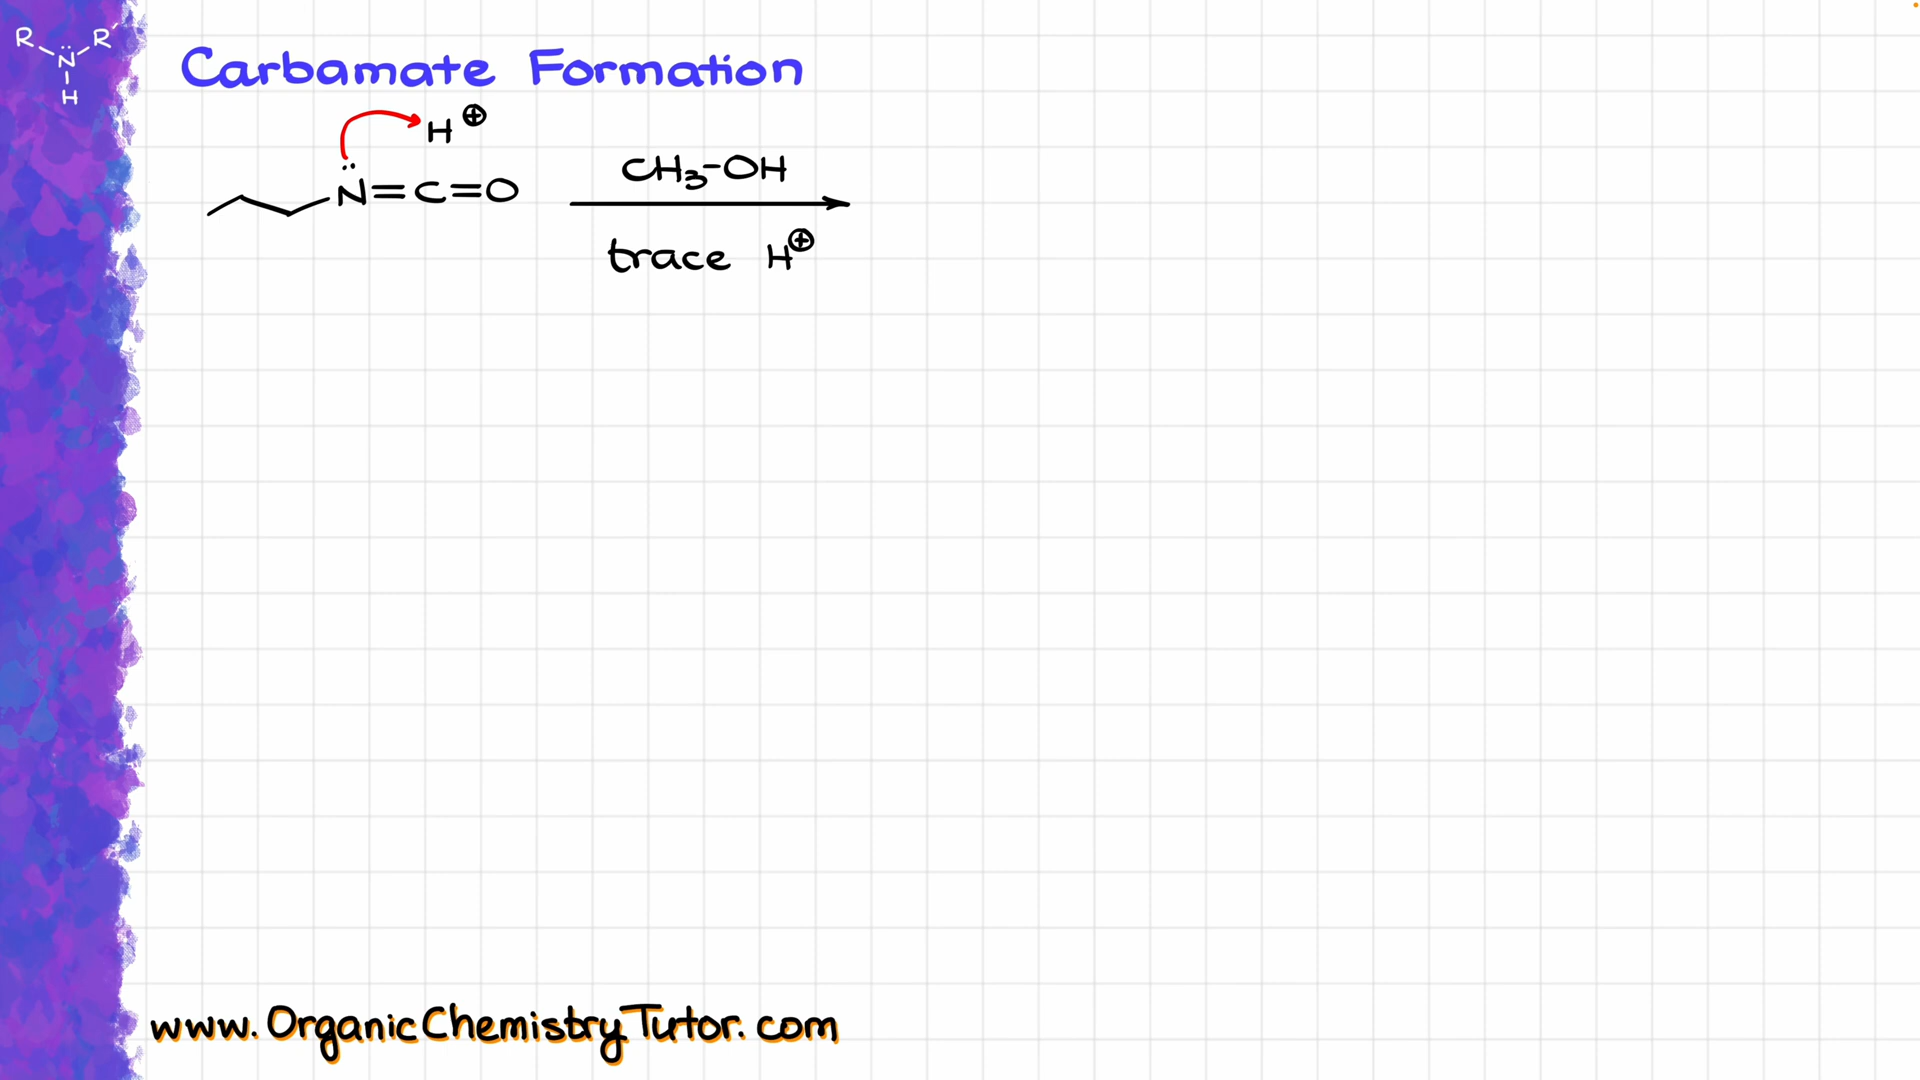 R N R'
H
Carbamate Formation
H⊕
N=C=O
CH₃-OH
trace H⊕
www.OrganicChemistryTutor.com